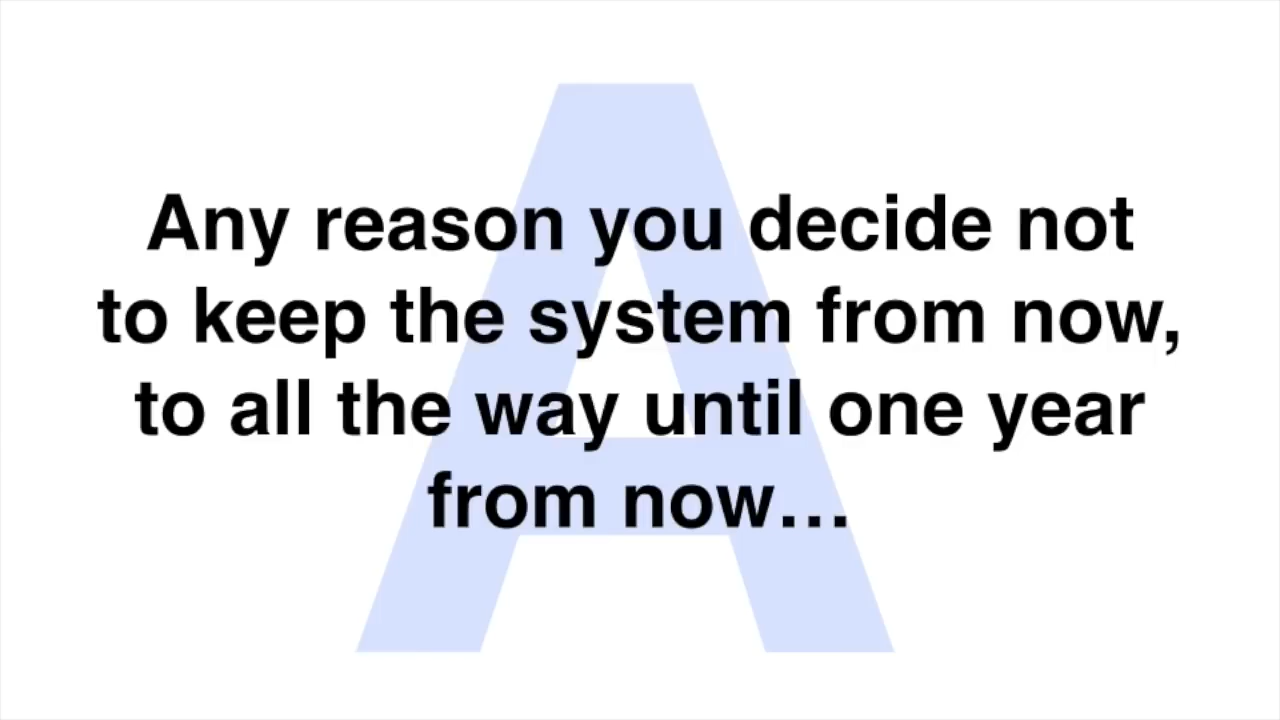 Any reason you decide not
to keep the system from now,
to all the way until one year
from now…